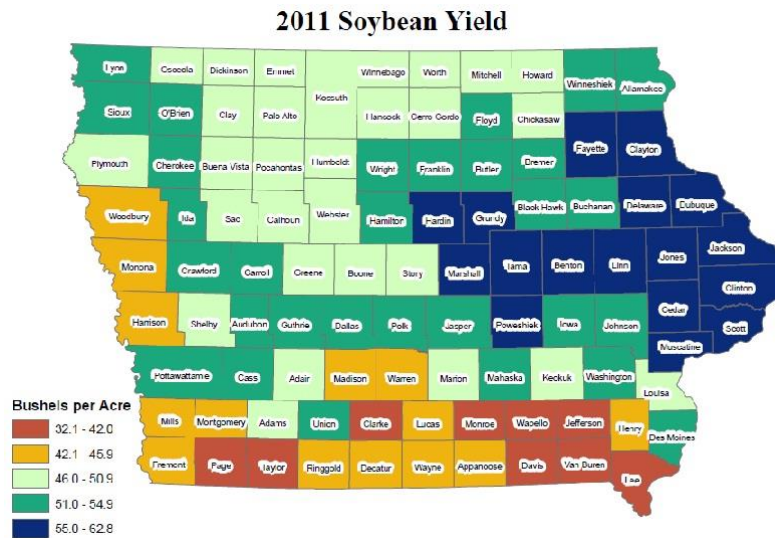 2011 Soybean Yield
Lyon Osceola Dickinson Emmet Winnebago Worth Mitchell Howard Winneshiek Allamakee
Kossuth
Sioux O'Brien Clay Palo Alto Hancock Cerro Gordo Floyd Chickasaw
Fayette Clayton
Plymouth Cherokee Buena Vista Pocahontas Humboldt Wright Franklin Butler Bremer
Woodbury Ida Sac Calhoun Webster Hamilton Hardin Grundy Black Hawk Buchanan Delaware Dubuque
Jackson
Monona Crawford Carroll Greene Boone Story Marshall Tama Benton Linn Jones
Clinton
Cedar
Harrison Shelby Audubon Guthrie Dallas Polk Jasper Poweshiek Iowa Johnson Scott
Muscatine
Pottawattamie Cass Adair Madison Warren Marion Mahaska Keokuk Washington
Louisa
Bushels per Acre
Mills Montgomery Adams Union Clarke Lucas Monroe Wapello Jefferson Henry
Des Moines
Fremont Page Taylor Ringgold Decatur Wayne Appanoose Davis Van Buren
Lee
32.1 - 42.0
42.1 - 45.9
46.0 - 50.9
51.0 - 54.9
55.0 - 62.8